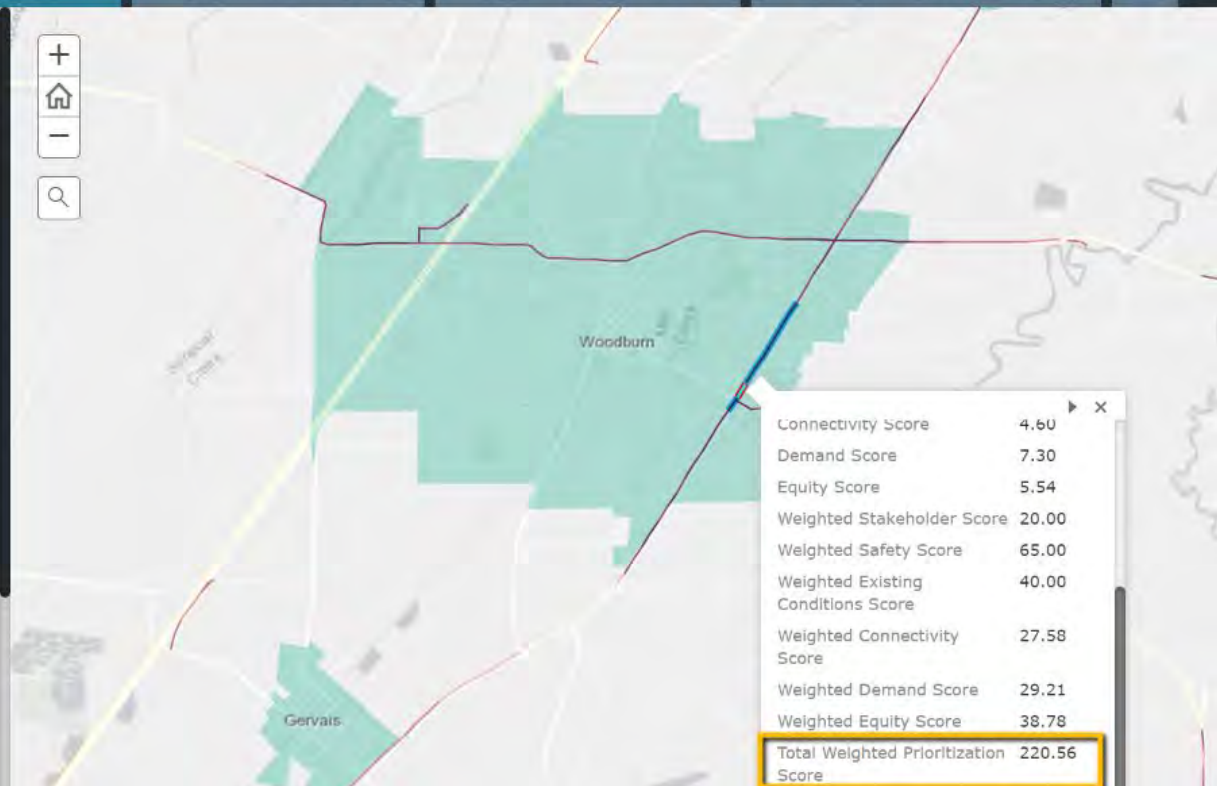 +
−
Woodburn
Connectivity Score 4.60
Demand Score 7.30
Equity Score 5.54
Weighted Stakeholder Score 20.00
Weighted Safety Score 65.00
Weighted Existing 40.00
Conditions Score
Weighted Connectivity 27.58
Score
Weighted Demand Score 29.21
Weighted Equity Score 38.78
Total Weighted Prioritization 220.56
Score
Gervais